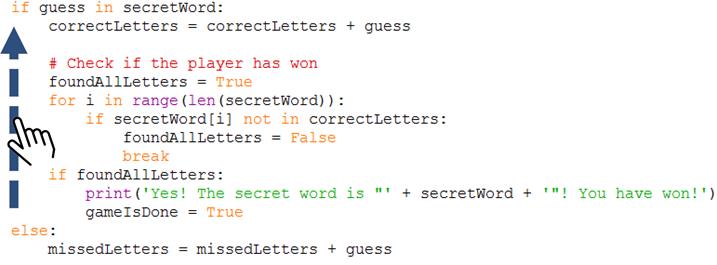 if guess in secretWord:
    correctLetters = correctLetters + guess

    # Check if the player has won
    foundAllLetters = True
    for i in range(len(secretWord)):
        if secretWord[i] not in correctLetters:
            foundAllLetters = False
            break
    if foundAllLetters:
        print('Yes! The secret word is "' + secretWord + '"! You have won!')
        gameIsDone = True
else:
    missedLetters = missedLetters + guess